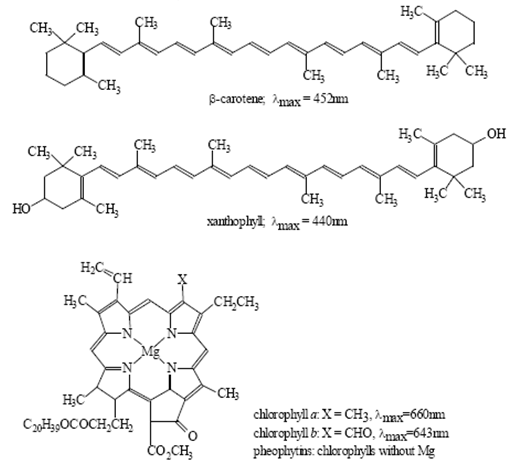 CH₃ CH₃ CH₃ CH₃ H₃C
CH₃ CH₃ CH₃ H₃C CH₃
β-carotene; λmax = 452nm
CH₃ CH₃ CH₃ CH₃ H₃C OH
HO CH₃ CH₃ CH₃ H₃C CH₃
xanthophyll; λmax = 440nm
H₂C CH X
H₃C CH₂CH₃
N N
Mg
N N
H₃C CH₃
C₂₀H₃₉OCOCH₂CH₂ O
CO₂CH₃
chlorophyll a: X = CH₃, λmax=660nm
chlorophyll b: X = CHO, λmax=643nm
pheophytins: chlorophylls without Mg